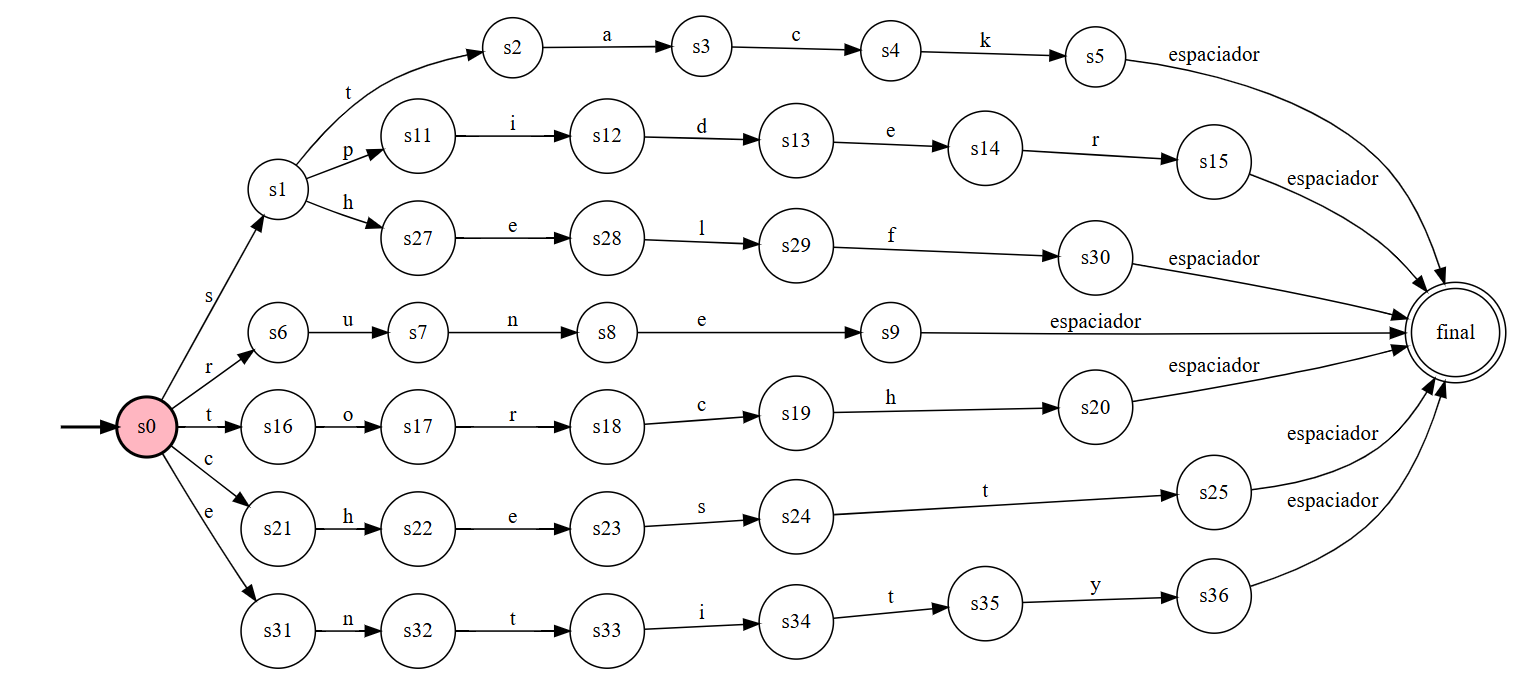 s2 a s3 c s4 k s5 espaciador
t
s1 p s11 i s12 d s13 e s14 r s15 espaciador
h s27 e s28 l s29 f s30 espaciador
s
r s6 u s7 n s8 e s9 espaciador final
s0 t s16 o s17 r s18 c s19 h s20 espaciador
c s21 h s22 e s23 s s24 t s25 espaciador
e s31 n s32 t s33 i s34 t s35 y s36 espaciador